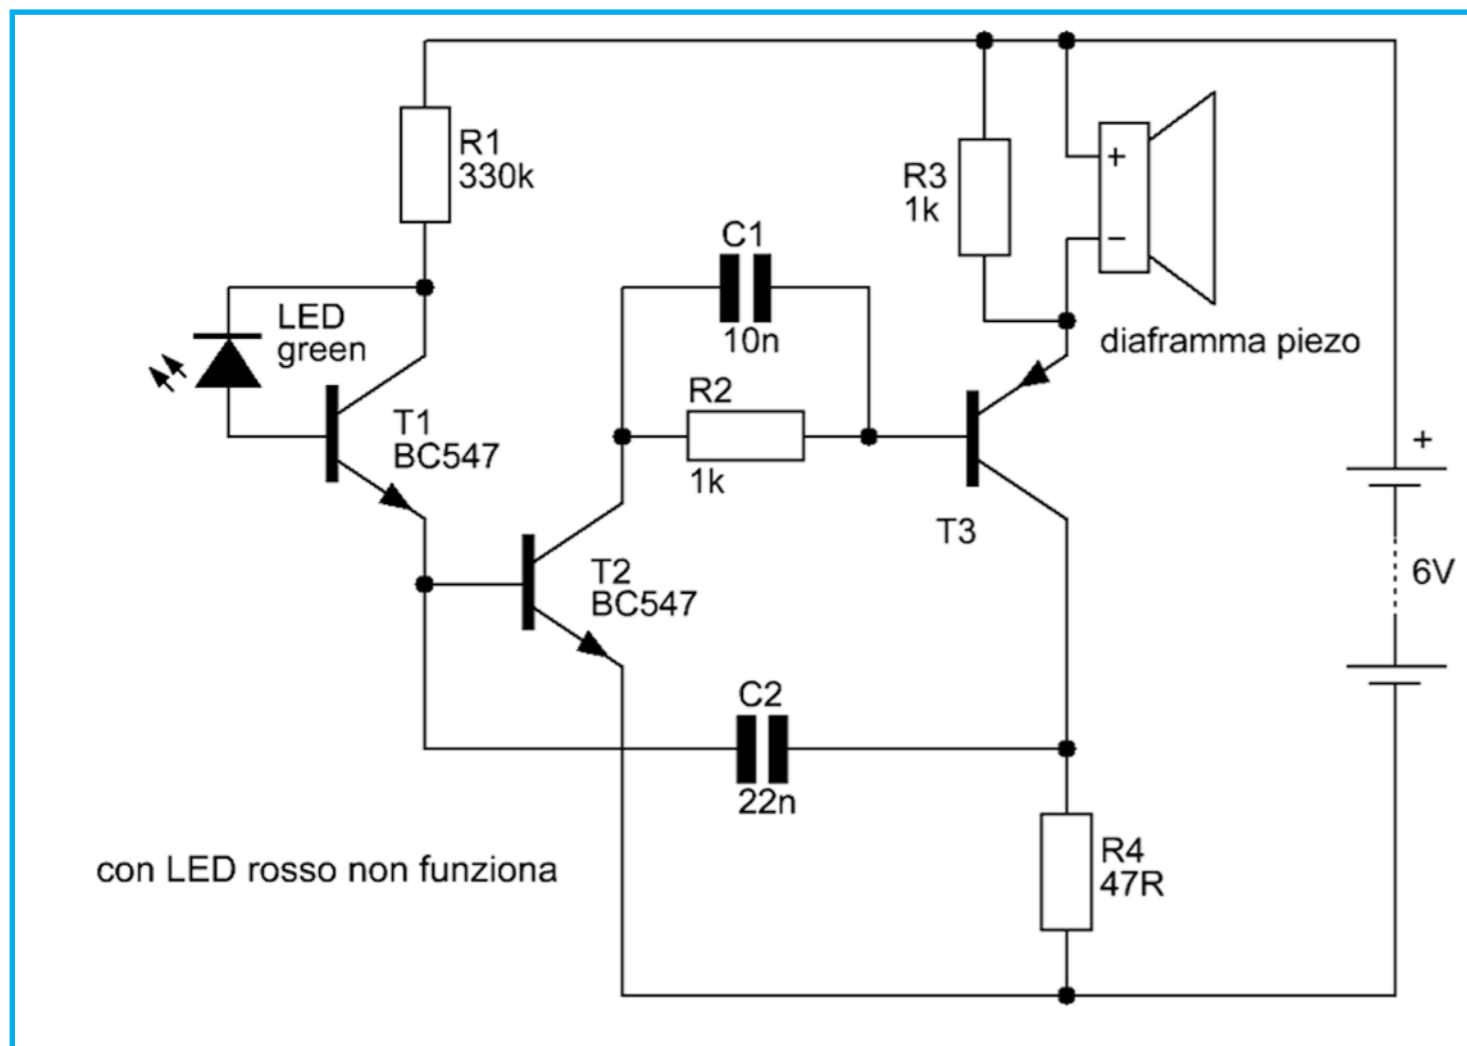 R1
330k
R3
1k
+
−
C1
10n
LED
green
diaframma piezo
R2
1k
T1
BC547
+
T3
T2
BC547
6V
C2
22n
R4
47R
con LED rosso non funziona